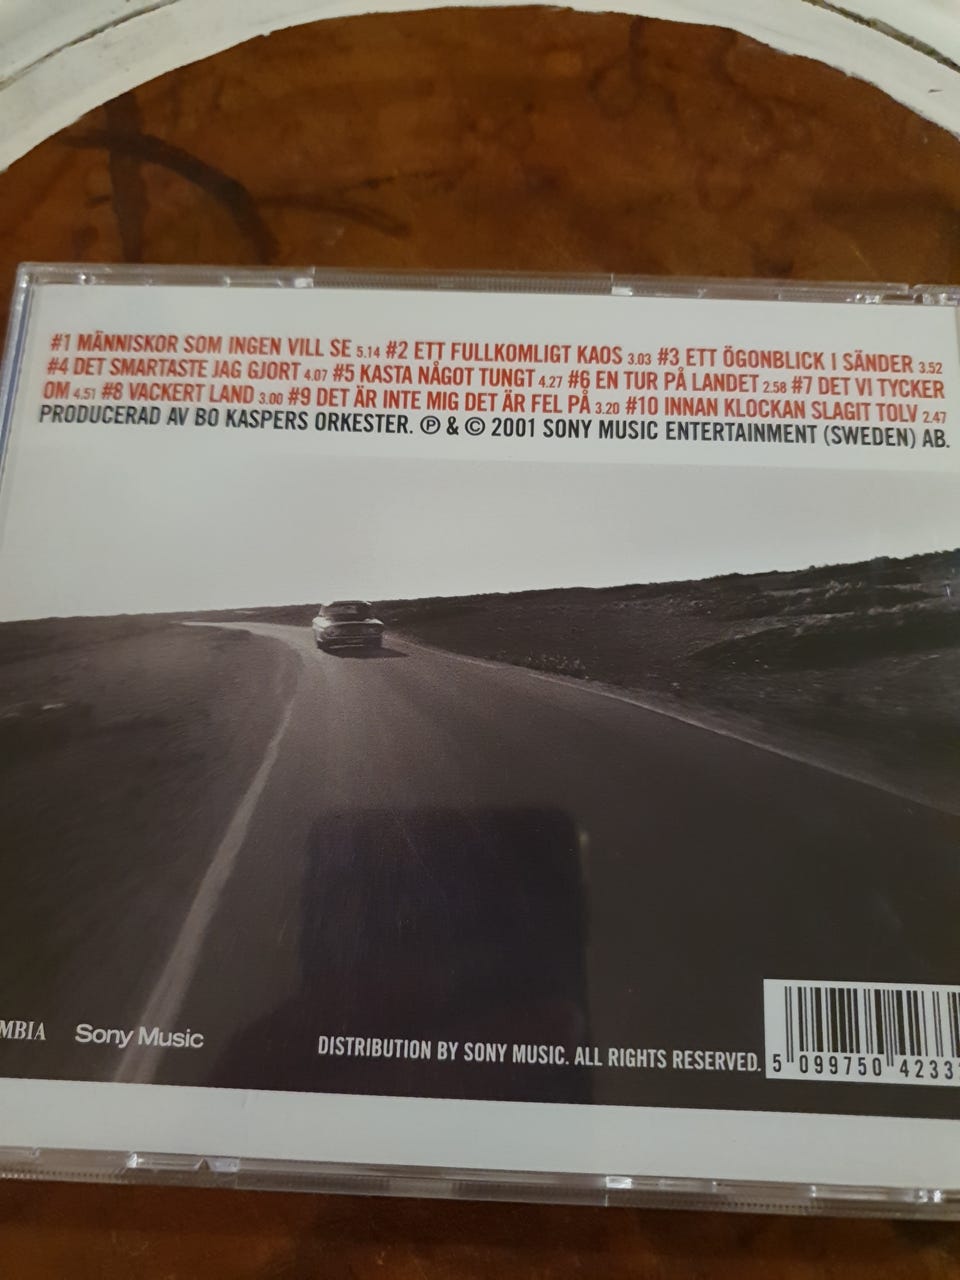 #1 MÄNNISKOR SOM INGEN VILL SE 5.14 #2 ETT FULLKOMLIGT KAOS 3.03 #3 ETT ÖGONBLICK I SÄNDER 3.52
#4 DET SMARTASTE JAG GJORT 4.07 #5 KASTA NÅGOT TUNGT 4.27 #6 EN TUR PÅ LANDET 2.58 #7 DET VI TYCKER
OM 4.51 #8 VACKERT LAND 3.00 #9 DET ÄR INTE MIG DET ÄR FEL PÅ 3.20 #10 INNAN KLOCKAN SLAGIT TOLV 2.47
PRODUCERAD AV BO KASPERS ORKESTER. ℗ & © 2001 SONY MUSIC ENTERTAINMENT (SWEDEN) AB.
MBIA Sony Music
DISTRIBUTION BY SONY MUSIC. ALL RIGHTS RESERVED.
5 099750 4233